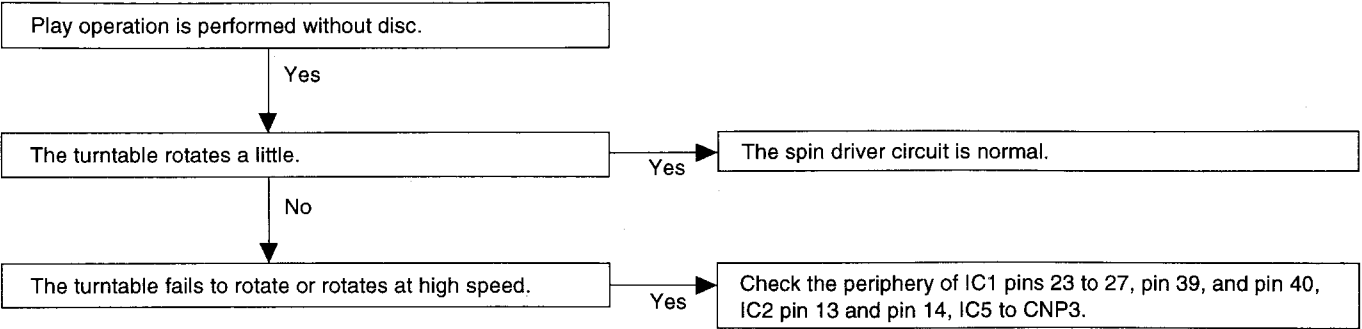 Play operation is performed without disc.
Yes
The turntable rotates a little.
Yes
The spin driver circuit is normal.
No
The turntable fails to rotate or rotates at high speed.
Yes
Check the periphery of IC1 pins 23 to 27, pin 39, and pin 40,
IC2 pin 13 and pin 14, IC5 to CNP3.